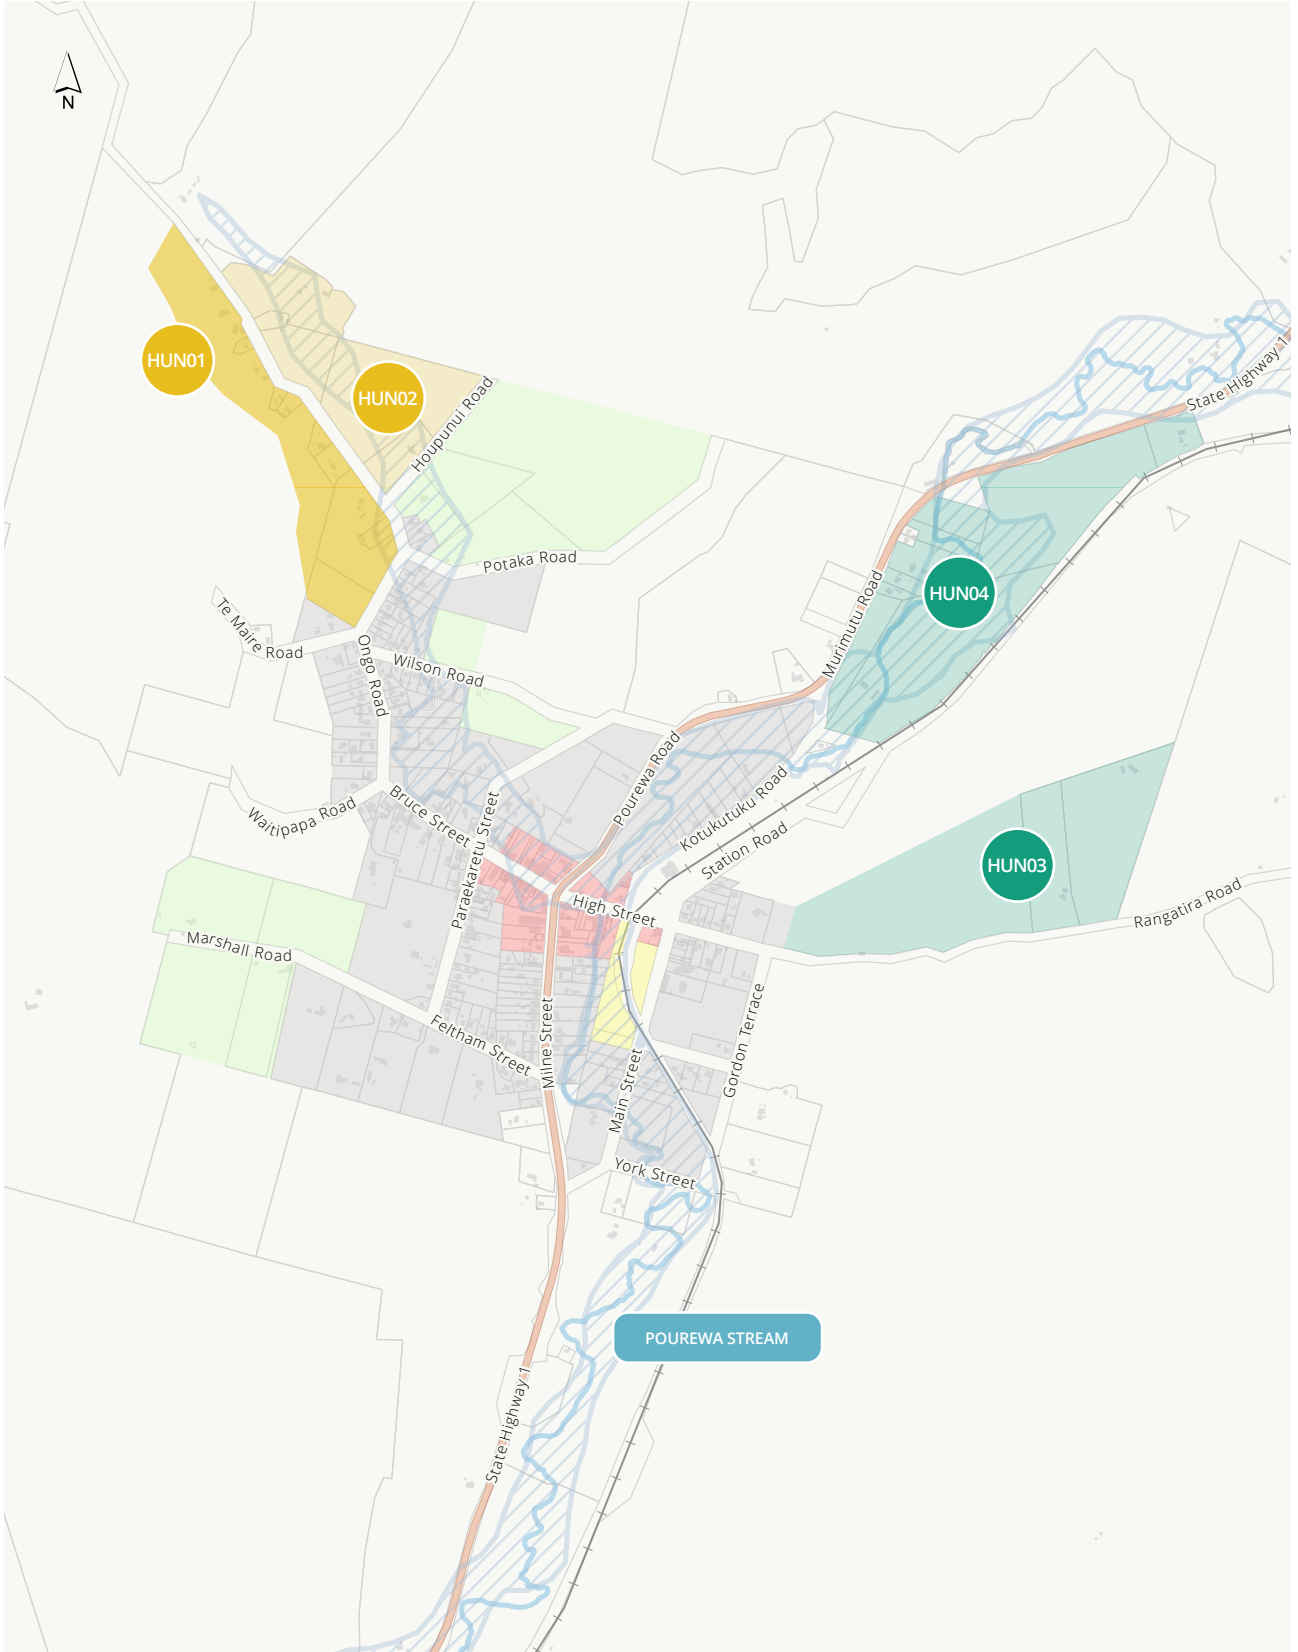 N
HUN01
HUN02
Houpunui Road
State Highway 1
Potaka Road
HUN04
Te Maire Road
Murimutu Road
Ongo Road
Wilson Road
Pourewa Road
Kotukutuku Road
Waitipapa Road
Bruce Street
Paraekaretu Street
Station Road
HUN03
High Street
Rangatira Road
Marshall Road
Feltham Street
Milne Street
Gordon Terrace
Main Street
York Street
POUREWA STREAM
State Highway 1